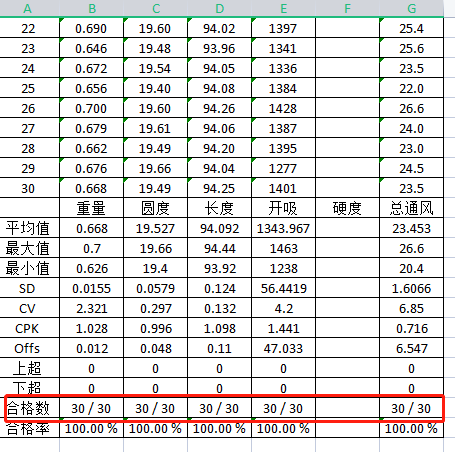 A B C D E F G
22 0.690 19.60 94.02 1397 25.4
23 0.646 19.48 93.96 1341 25.6
24 0.672 19.54 94.05 1336 23.5
25 0.656 19.40 94.08 1384 22.0
26 0.700 19.60 94.26 1428 26.6
27 0.679 19.61 94.06 1387 24.0
28 0.662 19.49 94.20 1395 23.0
29 0.676 19.66 94.04 1277 24.5
30 0.668 19.49 94.25 1401 23.5
重量 圆度 长度 开吸 硬度 总通风
平均值 0.668 19.527 94.092 1343.967 23.453
最大值 0.7 19.66 94.44 1463 26.6
最小值 0.626 19.4 93.92 1238 20.4
SD 0.0155 0.0579 0.124 56.4419 1.6066
CV 2.321 0.297 0.132 4.2 6.85
CPK 1.028 0.996 1.098 1.441 0.716
Offs 0.012 0.048 0.11 47.033 6.547
上超 0 0 0 0 0
下超 0 0 0 0 0
合格数 30 / 30 30 / 30 30 / 30 30 / 30 30 / 30
合格率 100.00 % 100.00 % 100.00 % 100.00 % 100.00 %